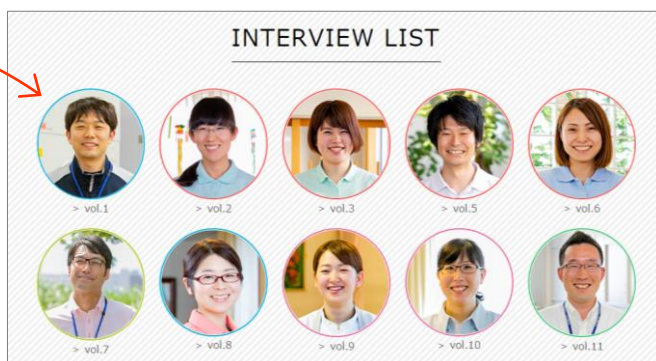 INTERVIEW LIST
> vol.1
> vol.2
> vol.3
> vol.5
> vol.6
> vol.7
> vol.8
> vol.9
> vol.10
> vol.11